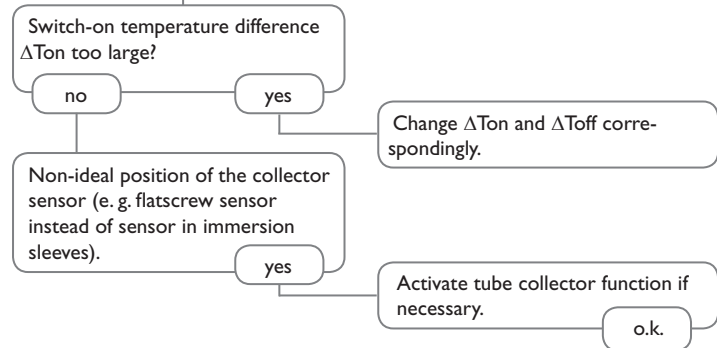 Switch-on temperature difference
ΔTon too large?
no
yes
Change ΔTon and ΔToff corre-
spondingly.
Non-ideal position of the collector
sensor (e. g. flatscrew sensor
instead of sensor in immersion
sleeves).
yes
Activate tube collector function if
necessary.
o.k.